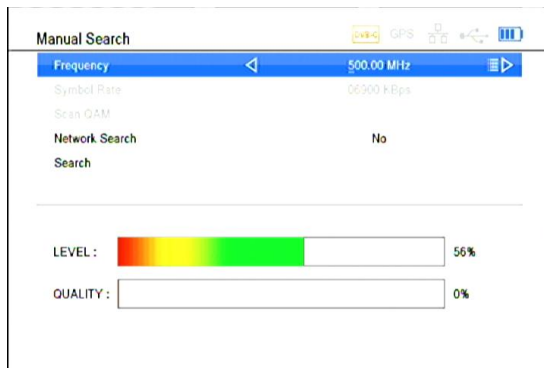 Manual Search DVB-C GPS
Frequency 500.00 MHz
Symbol Rate 06900 KBps
Scan QAM
Network Search No
Search
LEVEL : 56%
QUALITY : 0%